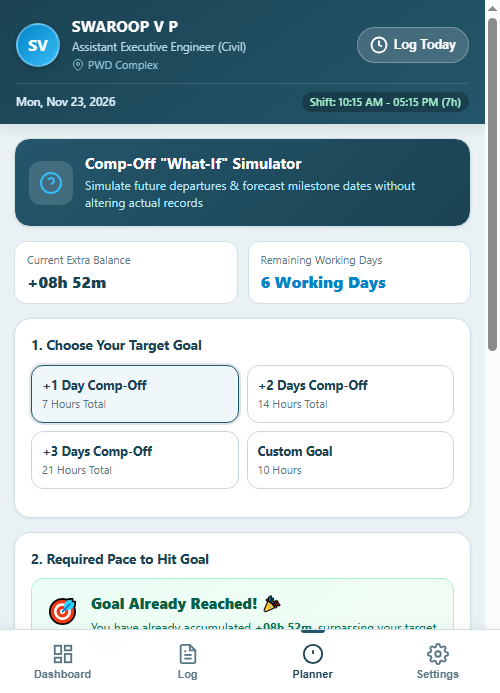 SV
SWAROOP V P
Assistant Executive Engineer (Civil)
PWD Complex
Log Today
Mon, Nov 23, 2026
Shift: 10:15 AM - 05:15 PM (7h)
Comp-Off "What-If" Simulator
Simulate future departures & forecast milestone dates without
altering actual records
Current Extra Balance
+08h 52m
Remaining Working Days
6 Working Days
1. Choose Your Target Goal
+1 Day Comp-Off
7 Hours Total
+2 Days Comp-Off
14 Hours Total
+3 Days Comp-Off
21 Hours Total
Custom Goal
10 Hours
2. Required Pace to Hit Goal
Goal Already Reached!
You have already accumulated +08h 52m, surpassing your target
Dashboard
Log
Planner
Settings